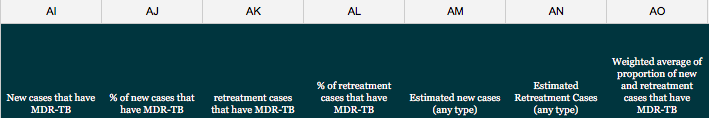 AI AJ AK AL AM AN AO
New cases that have
MDR-TB
% of new cases that
have MDR-TB
retreatment cases
that have MDR-TB
% of retreatment
cases that have
MDR-TB
Estimated new cases
(any type)
Estimated
Retreatment Cases
(any type)
Weighted average of
proportion of new
and retreatment
cases that have
MDR-TB